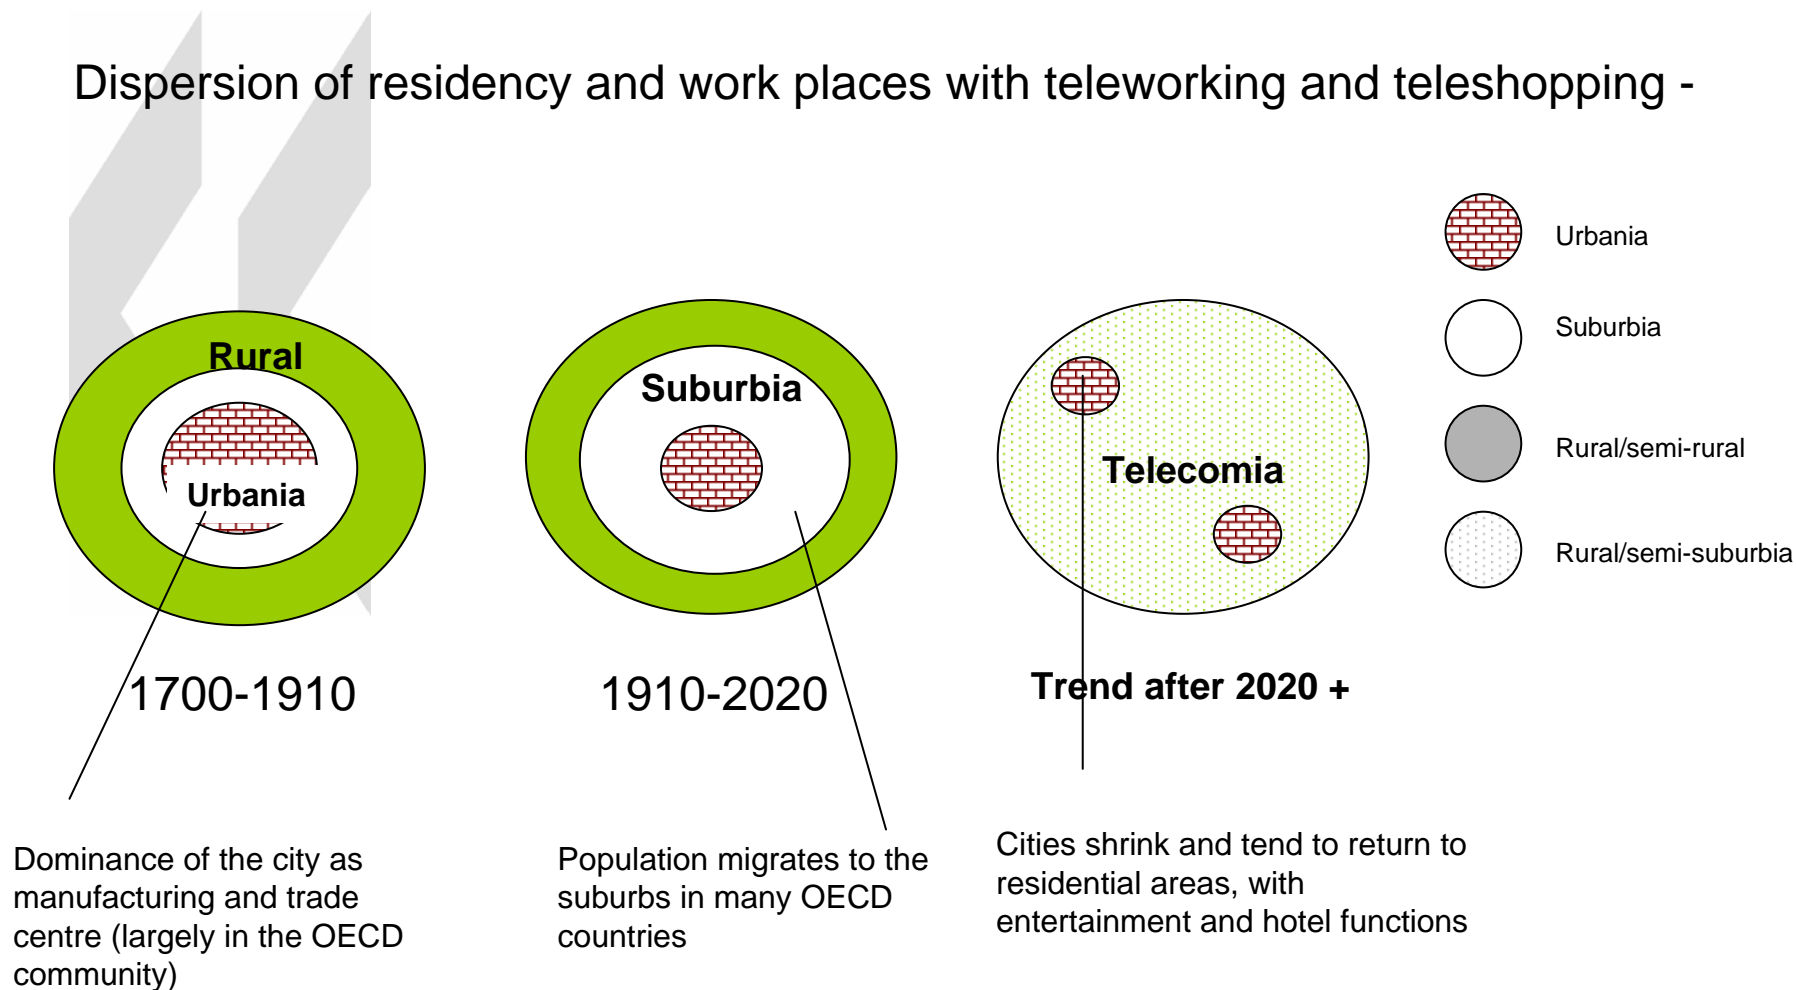 Dispersion of residency and work places with teleworking and teleshopping -
Urbania
Suburbia
Rural/semi-rural
Rural/semi-suburbia
Rural
Urbania
Suburbia
Telecomia
1700-1910
1910-2020
Trend after 2020 +
Dominance of the city as
manufacturing and trade
centre (largely in the OECD
community)
Population migrates to the
suburbs in many OECD
countries
Cities shrink and tend to return to
residential areas, with
entertainment and hotel functions